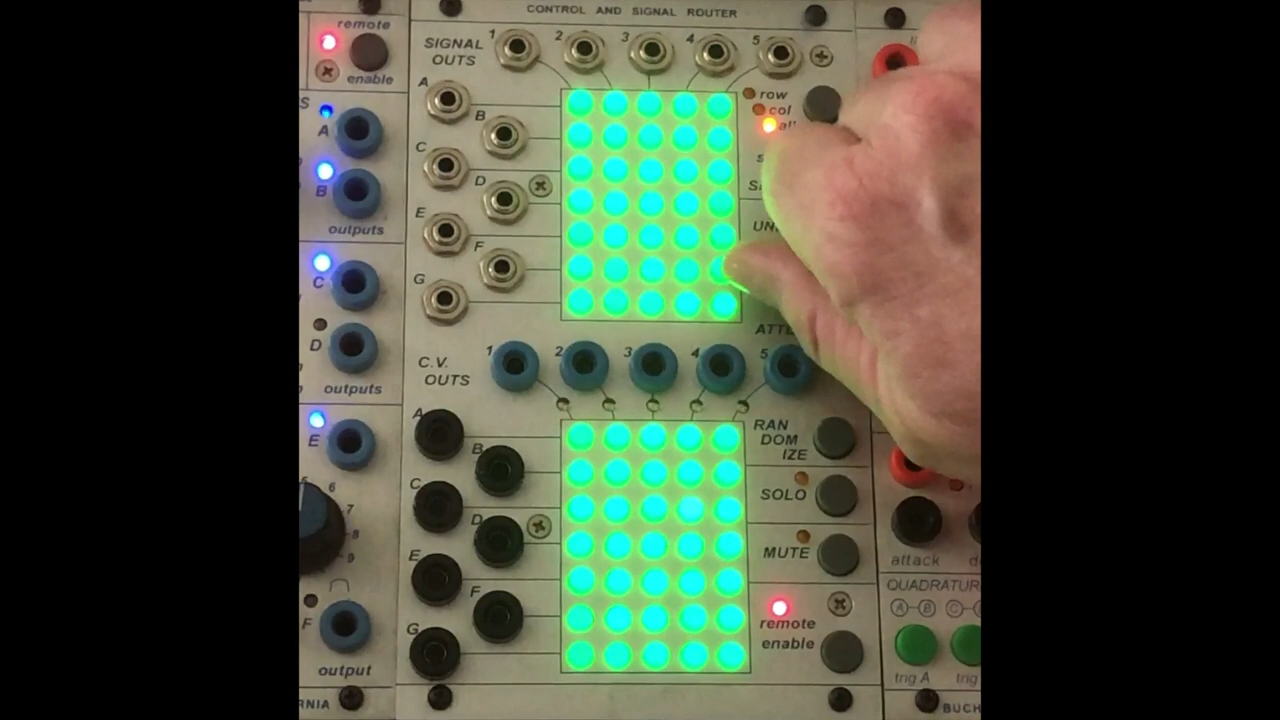 CONTROL AND SIGNAL ROUTER
remote
enable
SIGNAL
OUTS
1 2 3 4 5
A
B
C
D
E
F
G
row
col
A
B
outputs
C
D
outputs
E
C.V.
OUTS
1 2 3 4 5
A
B
C
D
E
F
G
RAN
DOM
IZE
SOLO
MUTE
remote
enable
5 6
7
8
9
F
output
attack
QUADRATUR
A B C
trig A trig
RNIA
BUCH